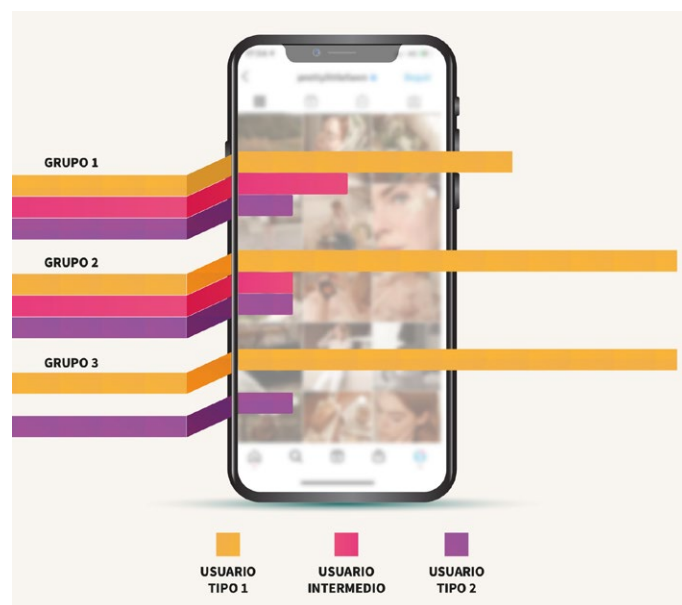 GRUPO 1
GRUPO 2
GRUPO 3
USUARIO
TIPO 1
USUARIO
INTERMEDIO
USUARIO
TIPO 2